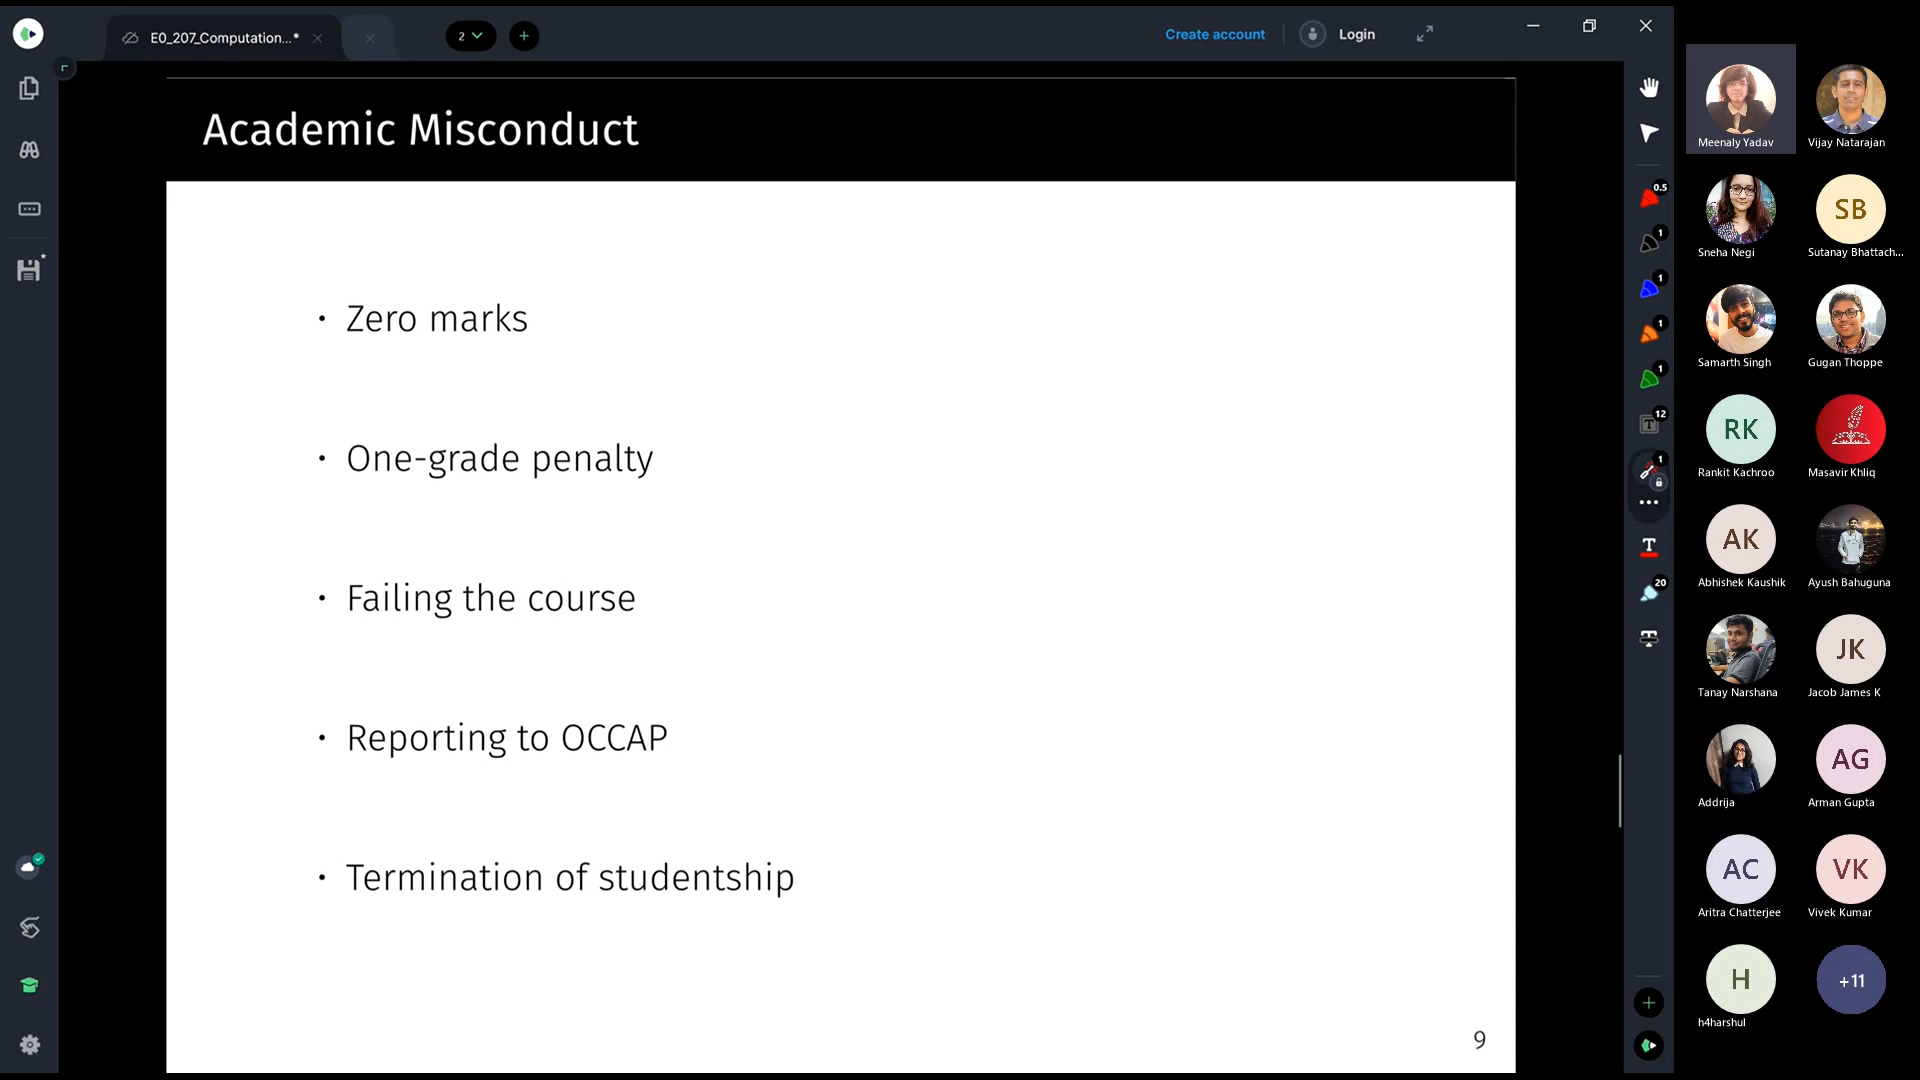 E0_207_Computation...*
2
Create account
Login
Academic Misconduct
• Zero marks
• One-grade penalty
• Failing the course
• Reporting to OCCAP
• Termination of studentship
9
0.5
1
1
1
1
12
1
T
20
Meenaly Yadav
Vijay Natarajan
Sneha Negi
SB
Sutanay Bhattach...
Samarth Singh
Gugan Thoppe
RK
Rankit Kachroo
Masavir Khliq
AK
Abhishek Kaushik
Ayush Bahuguna
Tanay Narshana
JK
Jacob James K
Addrija
AG
Arman Gupta
AC
Aritra Chatterjee
VK
Vivek Kumar
H
h4harshul
+11